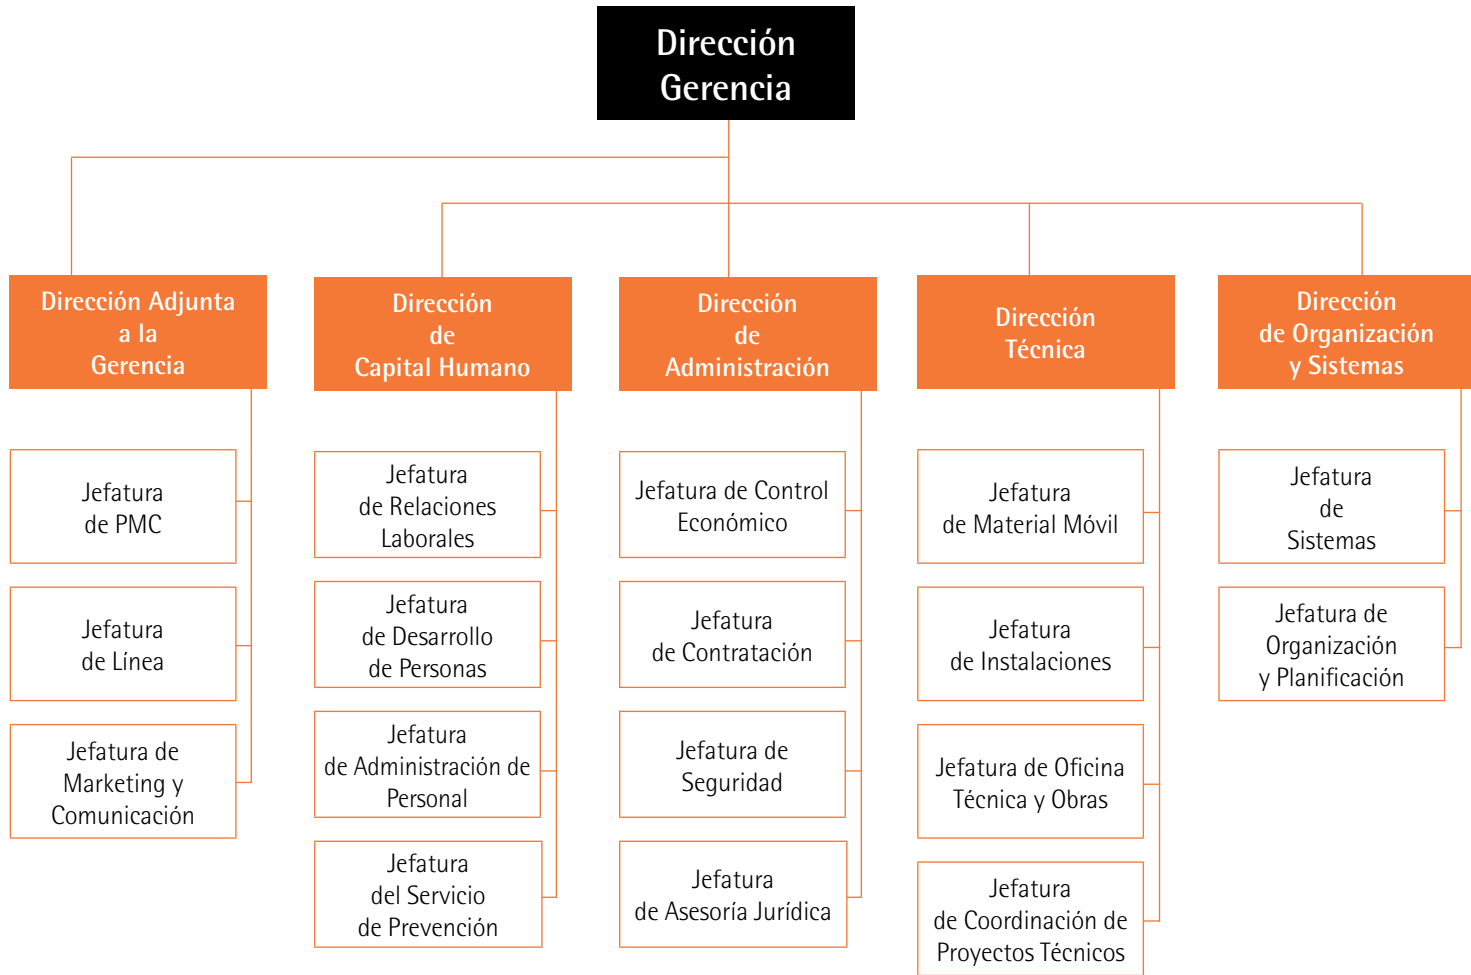 Dirección
Gerencia
Dirección Adjunta
a la
Gerencia
Jefatura
de PMC
Jefatura
de Línea
Jefatura de
Marketing y
Comunicación
Dirección
de
Capital Humano
Jefatura
de Relaciones
Laborales
Jefatura
de Desarrollo
de Personas
Jefatura
de Administración de
Personal
Jefatura
del Servicio
de Prevención
Dirección
de
Administración
Jefatura de Control
Económico
Jefatura
de Contratación
Jefatura de
Seguridad
Jefatura
de Asesoría Jurídica
Dirección
Técnica
Jefatura
de Material Móvil
Jefatura
de Instalaciones
Jefatura de Oficina
Técnica y Obras
Jefatura
de Coordinación de
Proyectos Técnicos
Dirección
de Organización
y Sistemas
Jefatura
de
Sistemas
Jefatura de
Organización
y Planificación